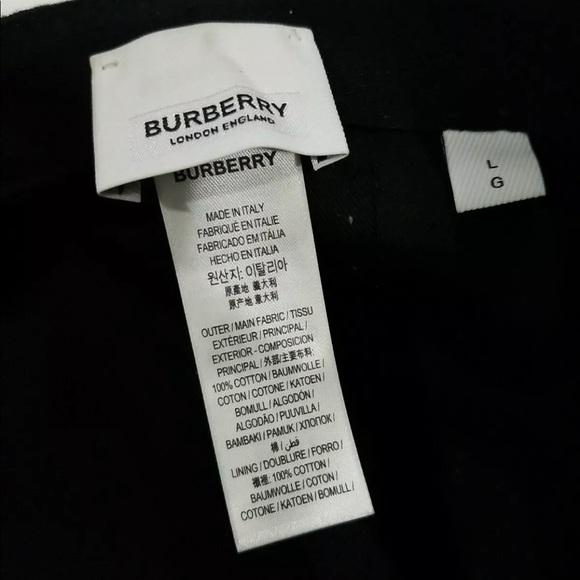 BURBERRY
LONDON ENGLAND
BURBERRY
MADE IN ITALY
FABRIQUÉ EN ITALIE
FABRICADO EM ITÁLIA
HECHO EN ITALIA
원산지: 이탈리아
原產地 義大利
原产地 意大利
OUTER / MAIN FABRIC / TISSU
EXTÉRIEUR / PRINCIPAL /
EXTERIOR - COMPOSICION
PRINCIPAL / 外部/主要布料:
100% COTTON / BAUMWOLLE /
COTON / COTONE / KATOEN /
BOMULL / ALGODÓN /
ALGODÃO / PUUVILLA /
BAMBAKI / PAMUK / ХЛОПОК /
棉 / قطن
LINING / DOUBLURE / FORRO /
襯裡: 100% COTTON /
BAUMWOLLE / COTON /
COTONE / KATOEN / BOMULL /
L
G